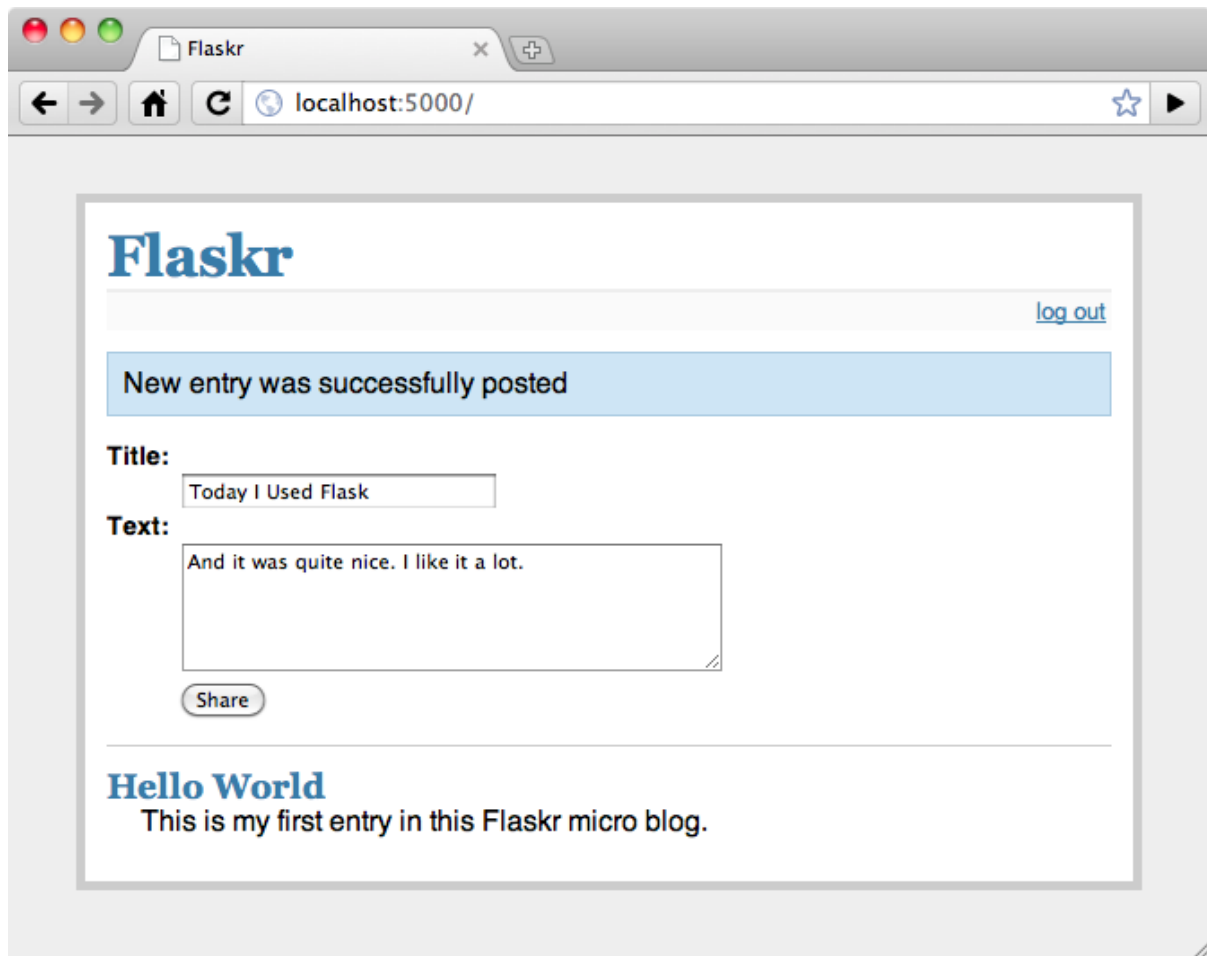 Flaskr
localhost:5000/
Flaskr
log out
New entry was successfully posted
Title:
Today I Used Flask
Text:
And it was quite nice. I like it a lot.
Share
Hello World
This is my first entry in this Flaskr micro blog.